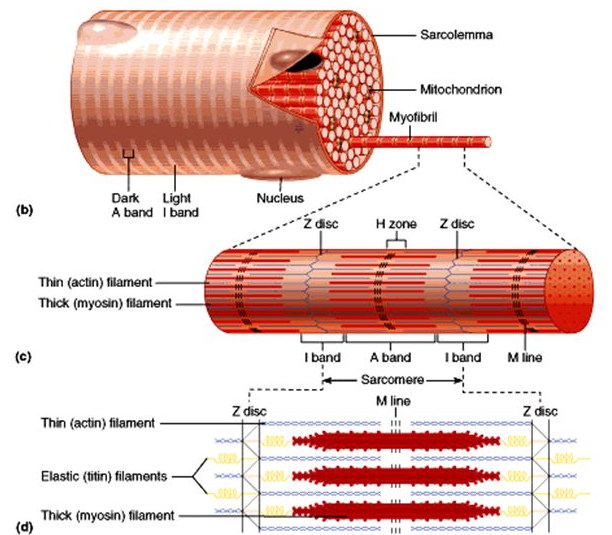 Sarcolemma
Mitochondrion
Myofibril
Dark
A band
Light
I band
Nucleus
(b)
Z disc
H zone
Z disc
Thin (actin) filament
Thick (myosin) filament
(c)
I band
A band
I band
M line
Sarcomere
Z disc
M line
Z disc
Thin (actin) filament
Elastic (titin) filaments
Thick (myosin) filament
(d)